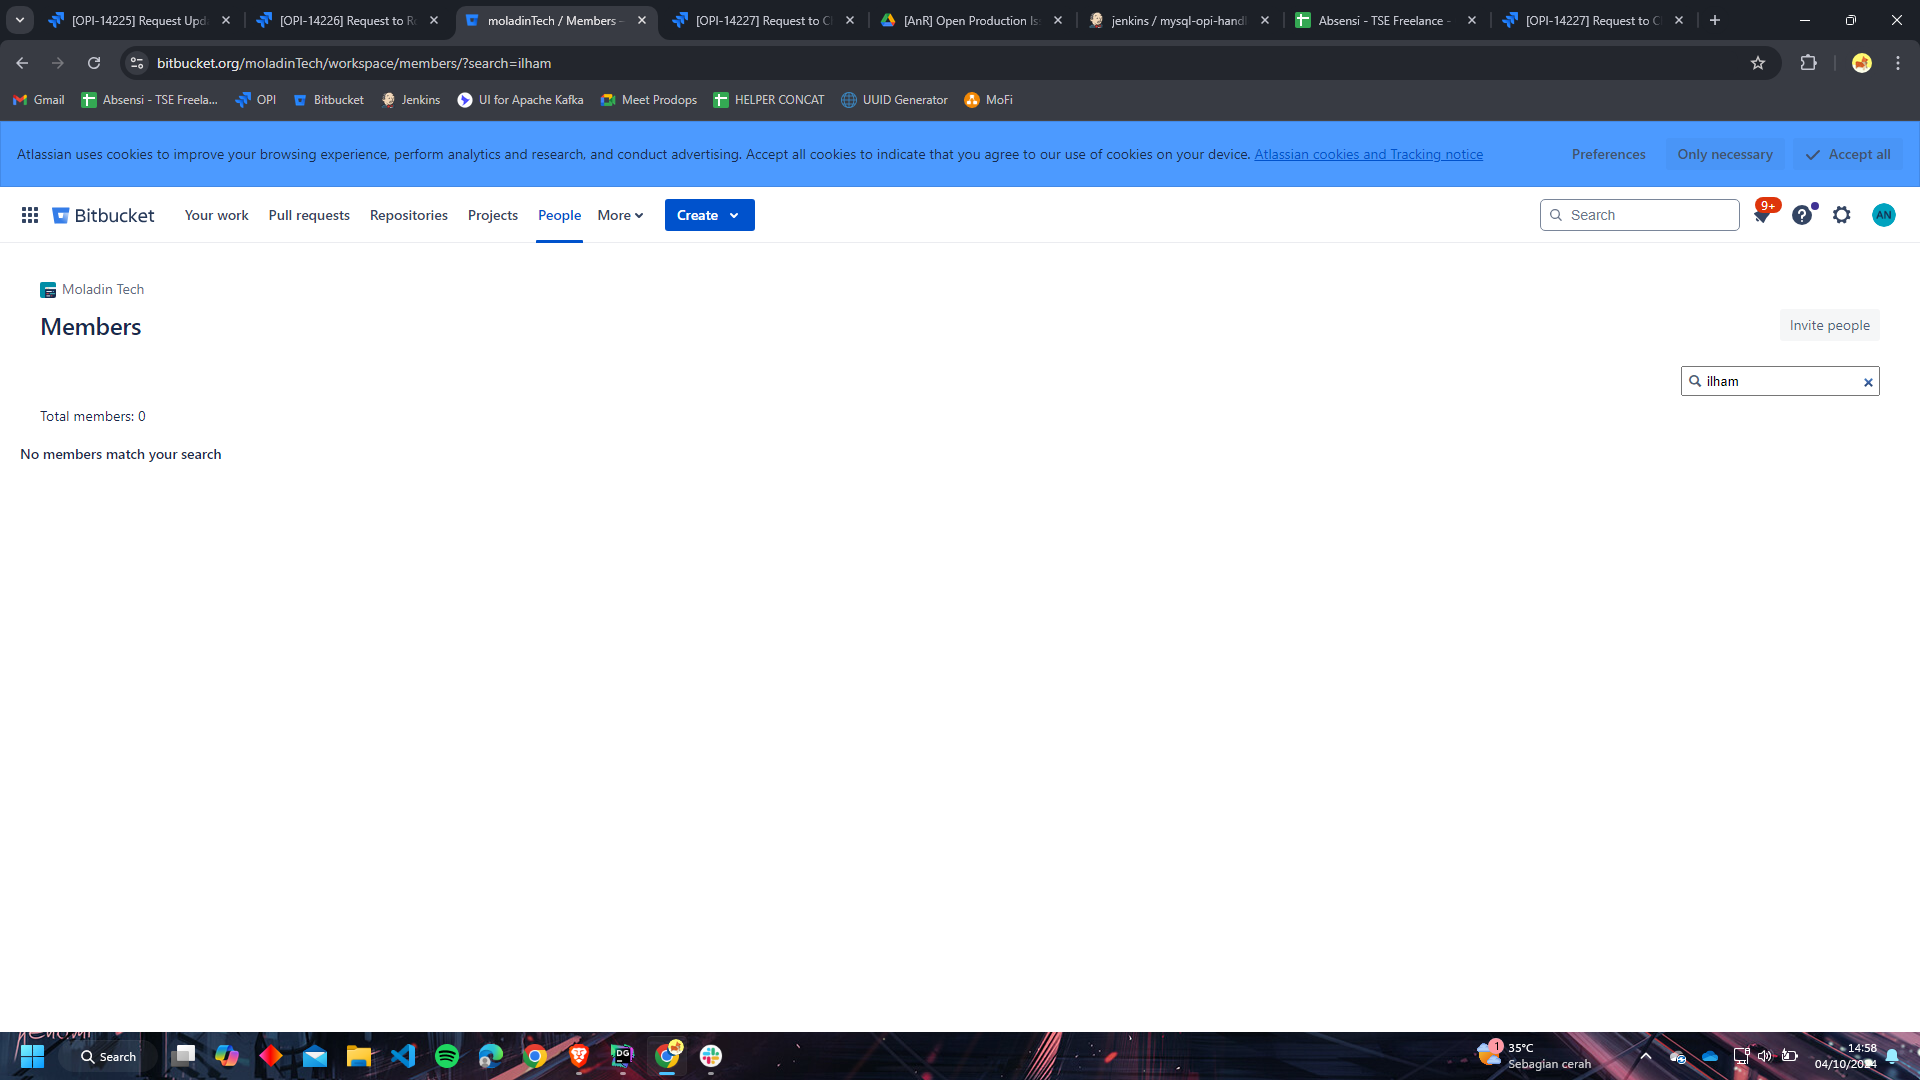 [OPI-14225] Request Upda
[OPI-14226] Request to Re
moladinTech / Members —
[OPI-14227] Request to Cl
[AnR] Open Production Iss
jenkins / mysql-opi-handl
Absensi - TSE Freelance -
[OPI-14227] Request to C
bitbucket.org/moladinTech/workspace/members/?search=ilham
Gmail
Absensi - TSE Freela...
OPI
Bitbucket
Jenkins
UI for Apache Kafka
Meet Prodops
HELPER CONCAT
UUID Generator
MoFi
Atlassian uses cookies to improve your browsing experience, perform analytics and research, and conduct advertising. Accept all cookies to indicate that you agree to our use of cookies on your device. Atlassian cookies and Tracking notice
Preferences
Only necessary
Accept all
Bitbucket
Your work
Pull requests
Repositories
Projects
People
More
Create
Search
9+
AN
Moladin Tech
Members
Invite people
ilham
Total members: 0
No members match your search
Search
DG
1
35°C
Sebagian cerah
14:58
04/10/2024